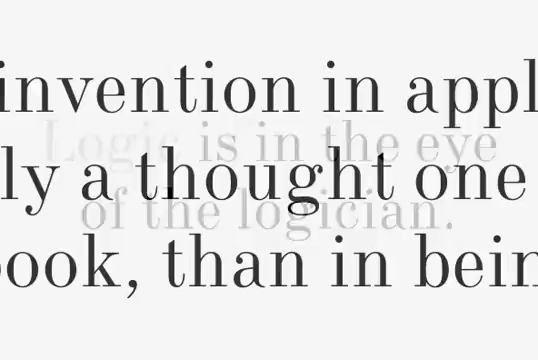 invention in appl
Logic is in the eye
ly a thought one
of the logician.
ook, than in bein